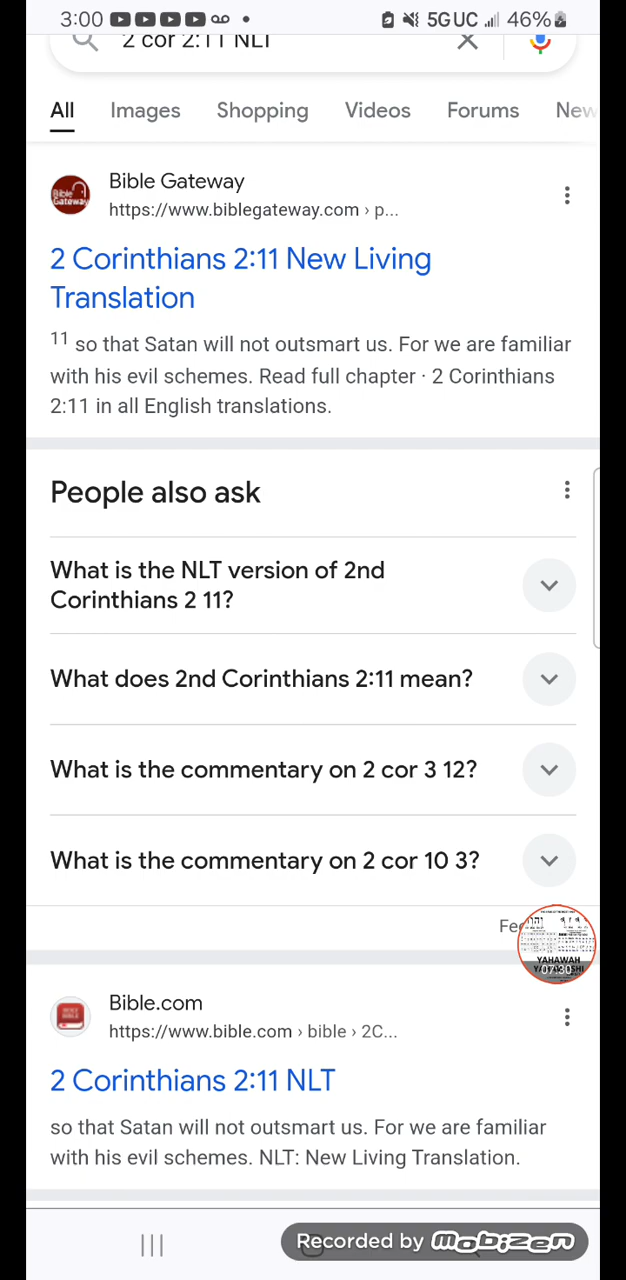 3:00 5GUC 46%
2 cor 2:11 NLT
All Images Shopping Videos Forums New
Bible Gateway
https://www.biblegateway.com › p...
2 Corinthians 2:11 New Living
Translation
11 so that Satan will not outsmart us. For we are familiar
with his evil schemes. Read full chapter · 2 Corinthians
2:11 in all English translations.
People also ask
What is the NLT version of 2nd
Corinthians 2 11?
What does 2nd Corinthians 2:11 mean?
What is the commentary on 2 cor 3 12?
What is the commentary on 2 cor 10 3?
YAHAWAH
07:30
Bible.com
https://www.bible.com › bible › 2C...
2 Corinthians 2:11 NLT
so that Satan will not outsmart us. For we are familiar
with his evil schemes. NLT: New Living Translation.
Recorded by Mobizen